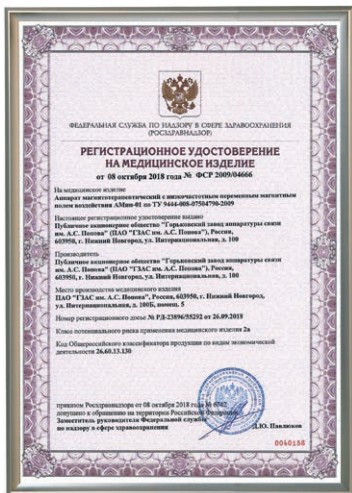 ФЕДЕРАЛЬНАЯ СЛУЖБА ПО НАДЗОРУ В СФЕРЕ ЗДРАВООХРАНЕНИЯ
(РОСЗДРАВНАДЗОР)
РЕГИСТРАЦИОННОЕ УДОСТОВЕРЕНИЕ
НА МЕДИЦИНСКОЕ ИЗДЕЛИЕ
от 08 октября 2018 года № ФСР 2009/04666
На медицинское изделие
Аппарат магнитотерапевтический с низкочастотным переменным магнитным
полем воздействия АМнп-01 по ТУ 9444-008-07504790-2009
Настоящее регистрационное удостоверение выдано
Публичное акционерное общество "Горьковский завод аппаратуры связи
им. А.С. Попова" (ПАО "ГЗАС им. А.С. Попова"), Россия,
603950, г. Нижний Новгород, ул. Интернациональная, д. 100
Производитель
Публичное акционерное общество "Горьковский завод аппаратуры связи
им. А.С. Попова" (ПАО "ГЗАС им. А.С. Попова"), Россия,
603950, г. Нижний Новгород, ул. Интернациональная, д. 100
Место производства медицинского изделия
ПАО "ГЗАС им. А.С. Попова", Россия, 603950, г. Нижний Новгород,
ул. Интернациональная, д. 100Б, помещ. 5
Номер регистрационного досье № РД-23896/55292 от 26.09.2018
Класс потенциального риска применения медицинского изделия 2а
Код Общероссийского классификатора продукции по видам экономической
деятельности 26.60.13.130
приказом Росздравнадзора от 08 октября 2018 года №
допущено к обращению на территории Российской Федерации.
Заместитель руководителя Федеральной службы
по надзору в сфере здравоохранения
Д.Ю. Павлюков
0040156